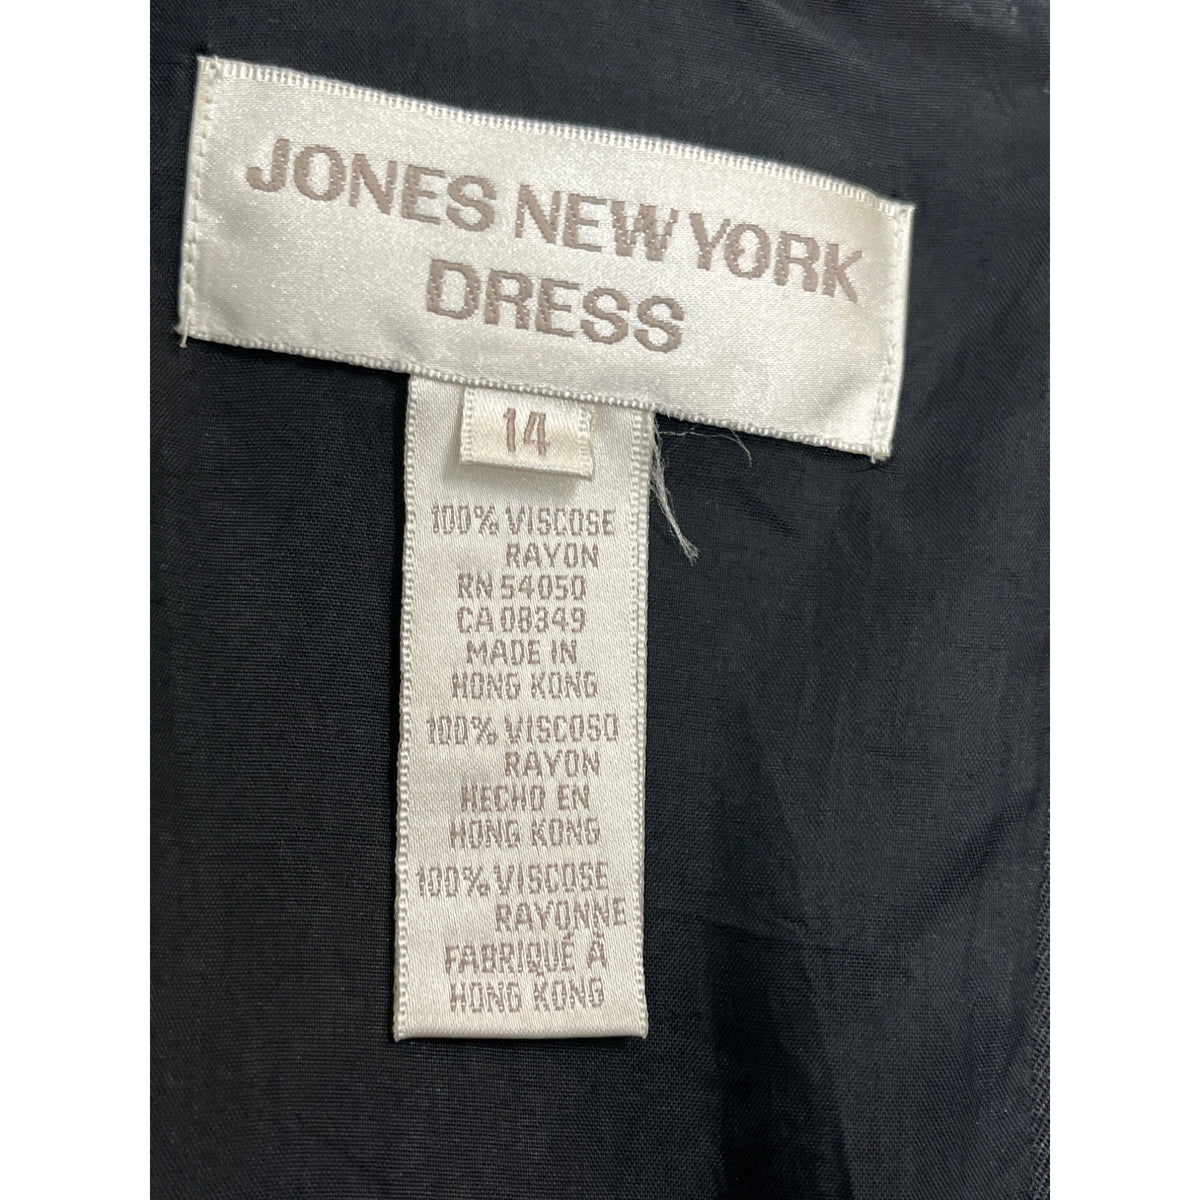 JONES NEW YORK
DRESS
14
100% VISCOSE
RAYON
RN 54050
CA 08349
MADE IN
HONG KONG
100% VISCOSO
RAYON
HECHO EN
HONG KONG
100% VISCOSE
RAYONNE
FABRIQUÉ À
HONG KONG